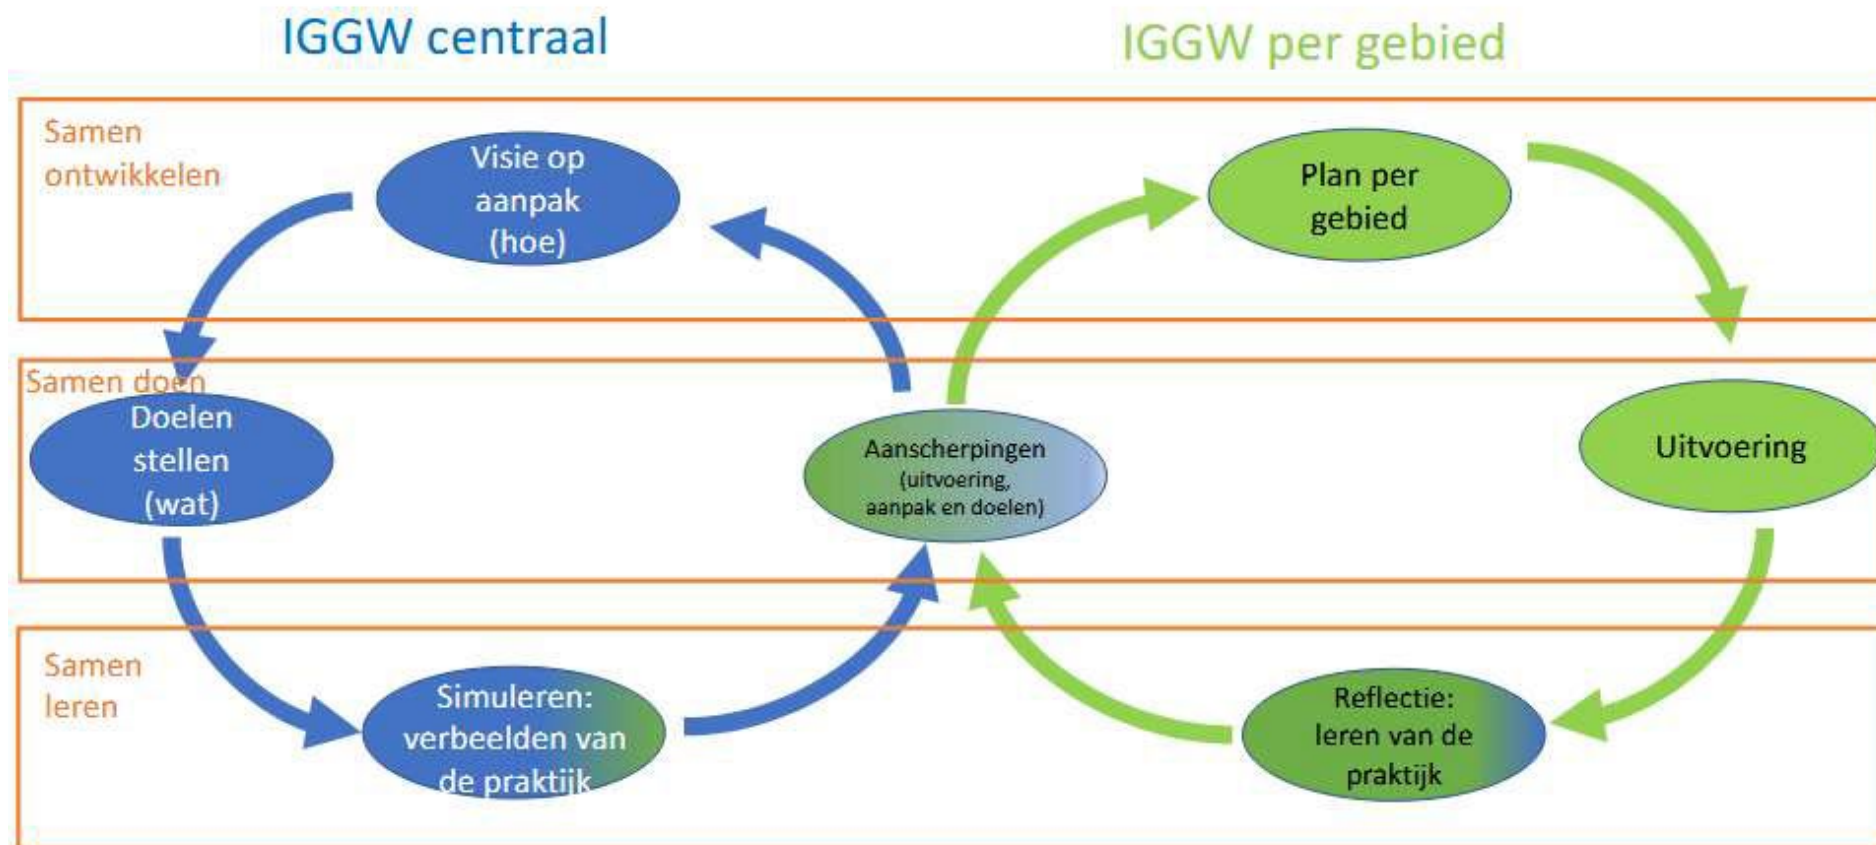 IGGW centraal
IGGW per gebied
Samen
ontwikkelen
Visie op
aanpak
(hoe)
Plan per
gebied
Samen doen
Doelen
stellen
(wat)
Aanscherpingen
(uitvoering,
aanpak en doelen)
Uitvoering
Samen
leren
Simuleren:
verbeelden van
de praktijk
Reflectie:
leren van de
praktijk